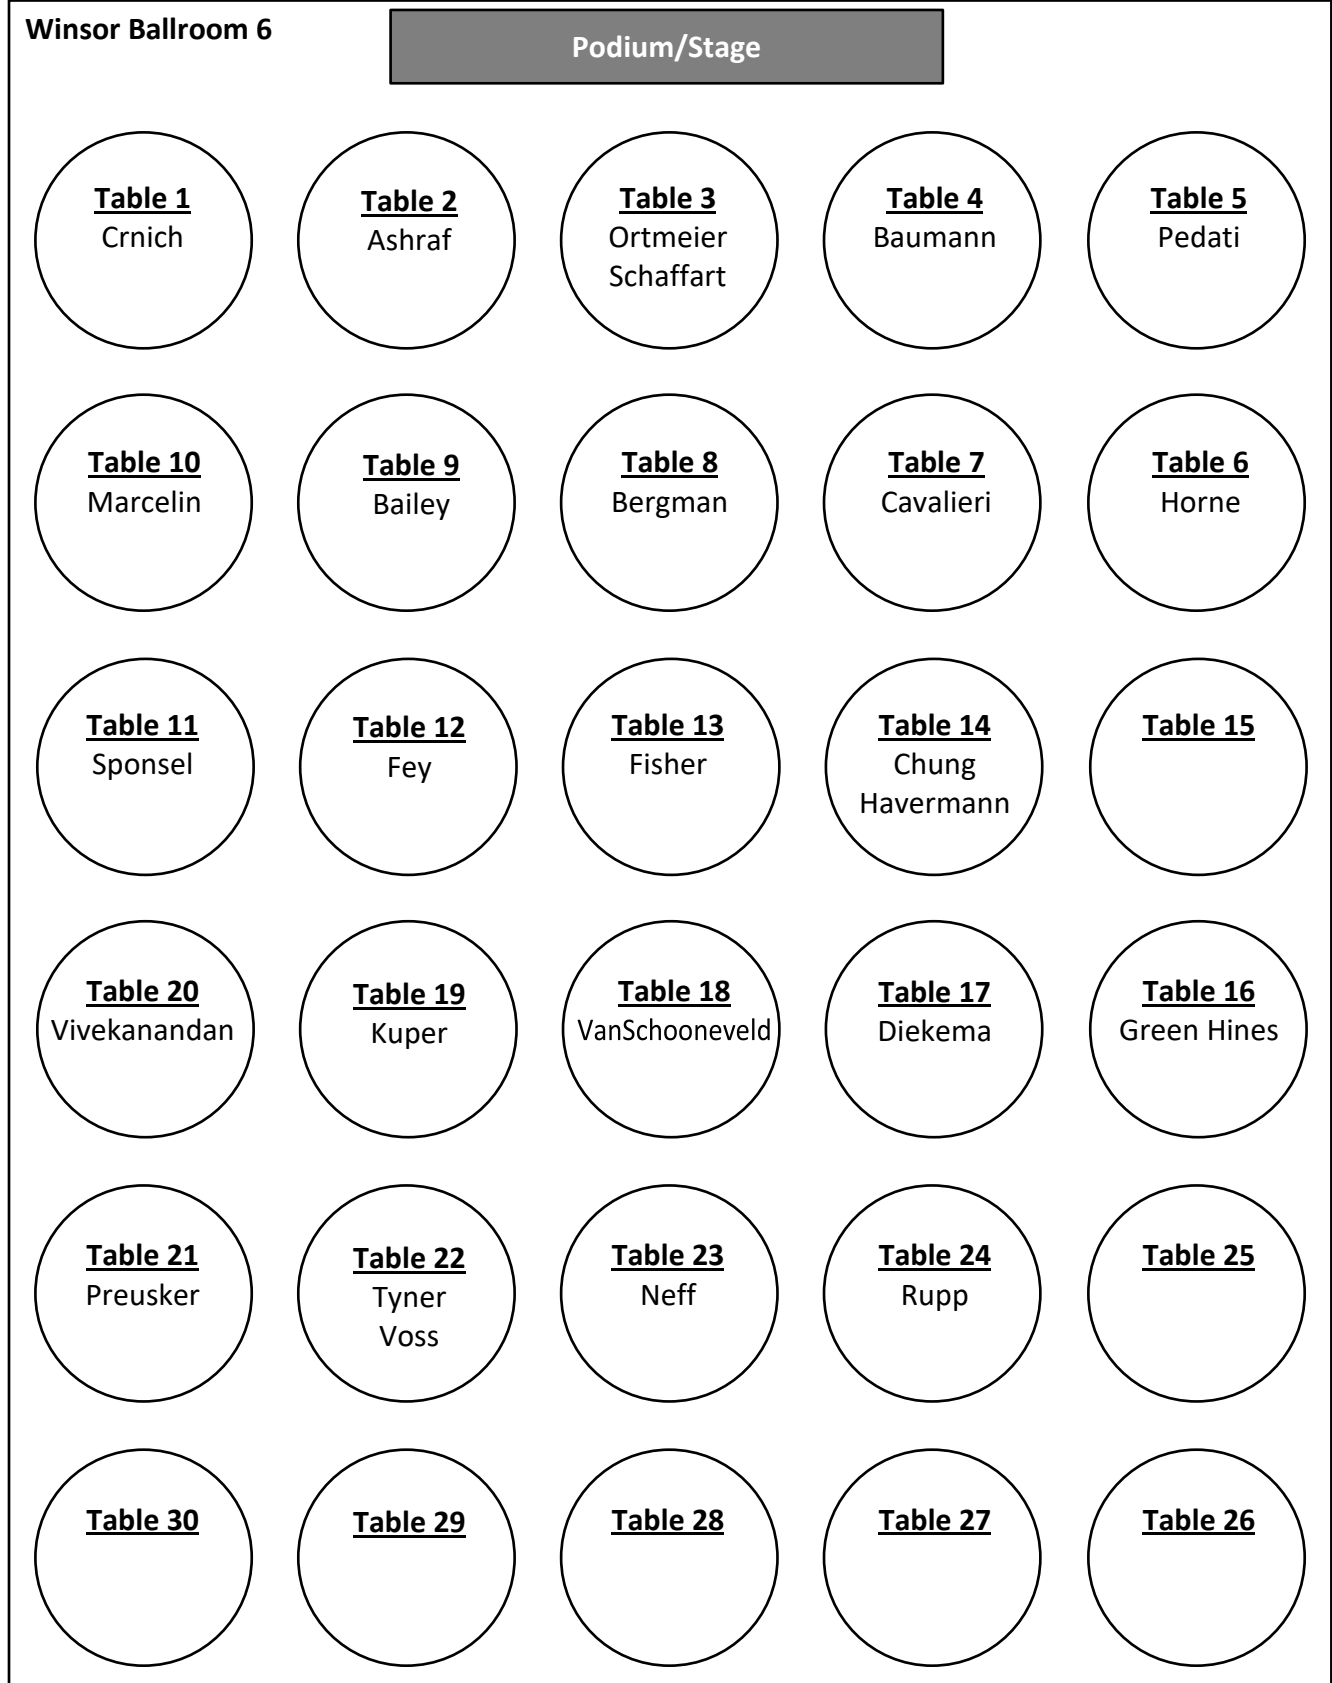 Winsor Ballroom 6
Podium/Stage
Table 1
Crnich
Table 2
Ashraf
Table 3
Ortmeier
Schaffart
Table 4
Baumann
Table 5
Pedati
Table 10
Marcelin
Table 9
Bailey
Table 8
Bergman
Table 7
Cavalieri
Table 6
Horne
Table 11
Sponsel
Table 12
Fey
Table 13
Fisher
Table 14
Chung
Havermann
Table 15
Table 20
Vivekanandan
Table 19
Kuper
Table 18
VanSchooneveld
Table 17
Diekema
Table 16
Green Hines
Table 21
Preusker
Table 22
Tyner
Voss
Table 23
Neff
Table 24
Rupp
Table 25
Table 30
Table 29
Table 28
Table 27
Table 26